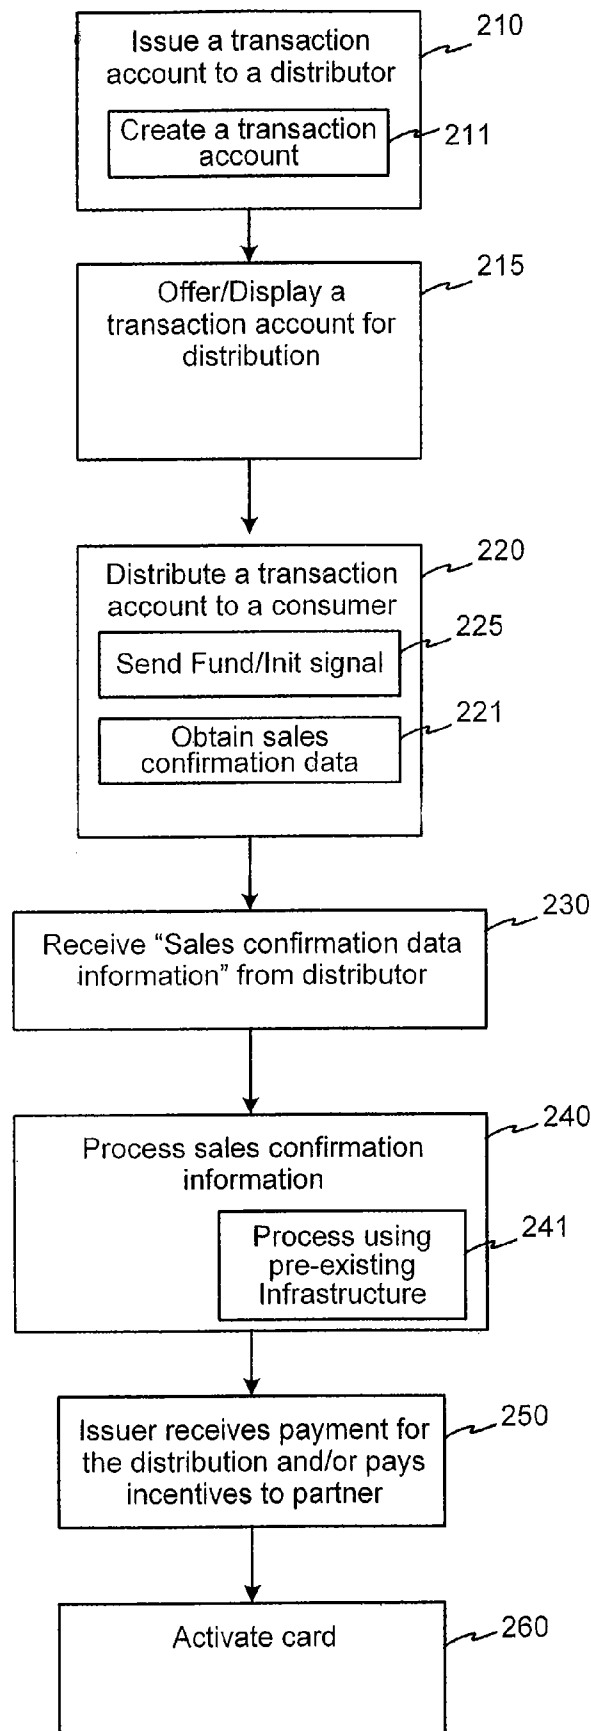 Issue a transaction
account to a distributor
210
Create a transaction
account
211
Offer/Display a
transaction account for
distribution
215
Distribute a transaction
account to a consumer
220
Send Fund/Init signal
225
Obtain sales
confirmation data
221
Receive “Sales confirmation data
information” from distributor
230
Process sales confirmation
information
240
Process using
pre-existing
Infrastructure
241
Issuer receives payment for
the distribution and/or pays
incentives to partner
250
Activate card
260